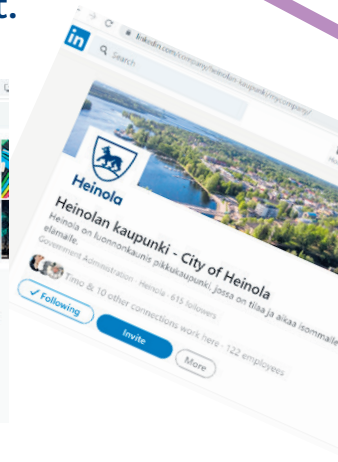 t.
linkedin.com/company/heinolan-kaupunki/mycompany/
in
Search
Heinola
Heinolan kaupunki - City of Heinola
Heinola on luonnonkaunis pikkukaupunki, jossa on tilaa ja aikaa isommalle
elämälle.
Government Administration · Heinola · 615 followers
Timo & 10 other connections work here · 122 employees
✓ Following
Invite
More